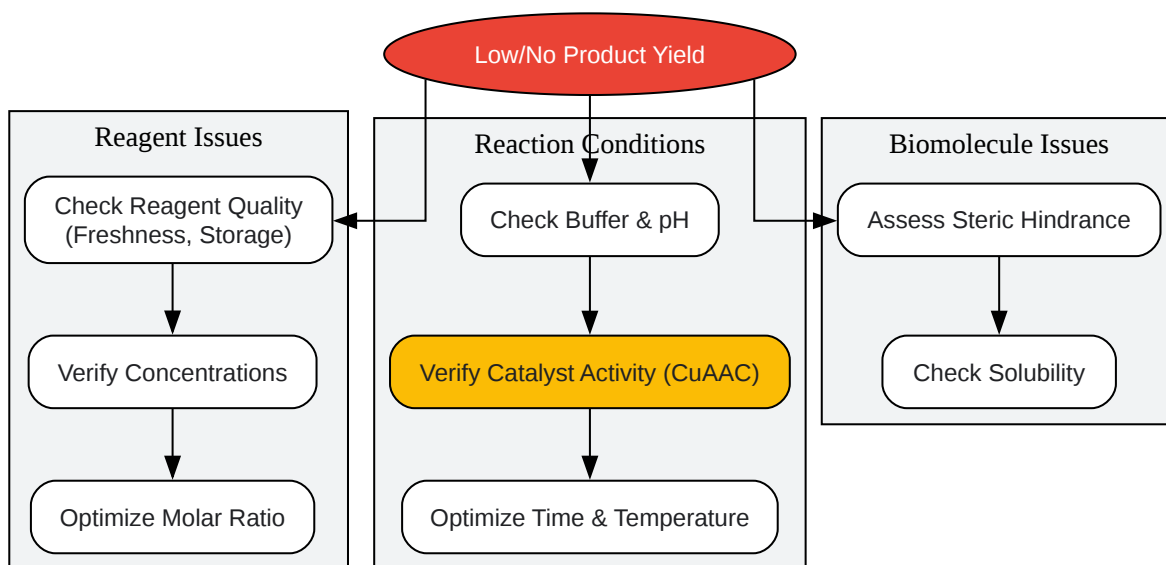 Low/No Product Yield
Reagent Issues
Check Reagent Quality
(Freshness, Storage)
Verify Concentrations
Optimize Molar Ratio
Reaction Conditions
Check Buffer & pH
Verify Catalyst Activity (CuAAC)
Optimize Time & Temperature
Biomolecule Issues
Assess Steric Hindrance
Check Solubility